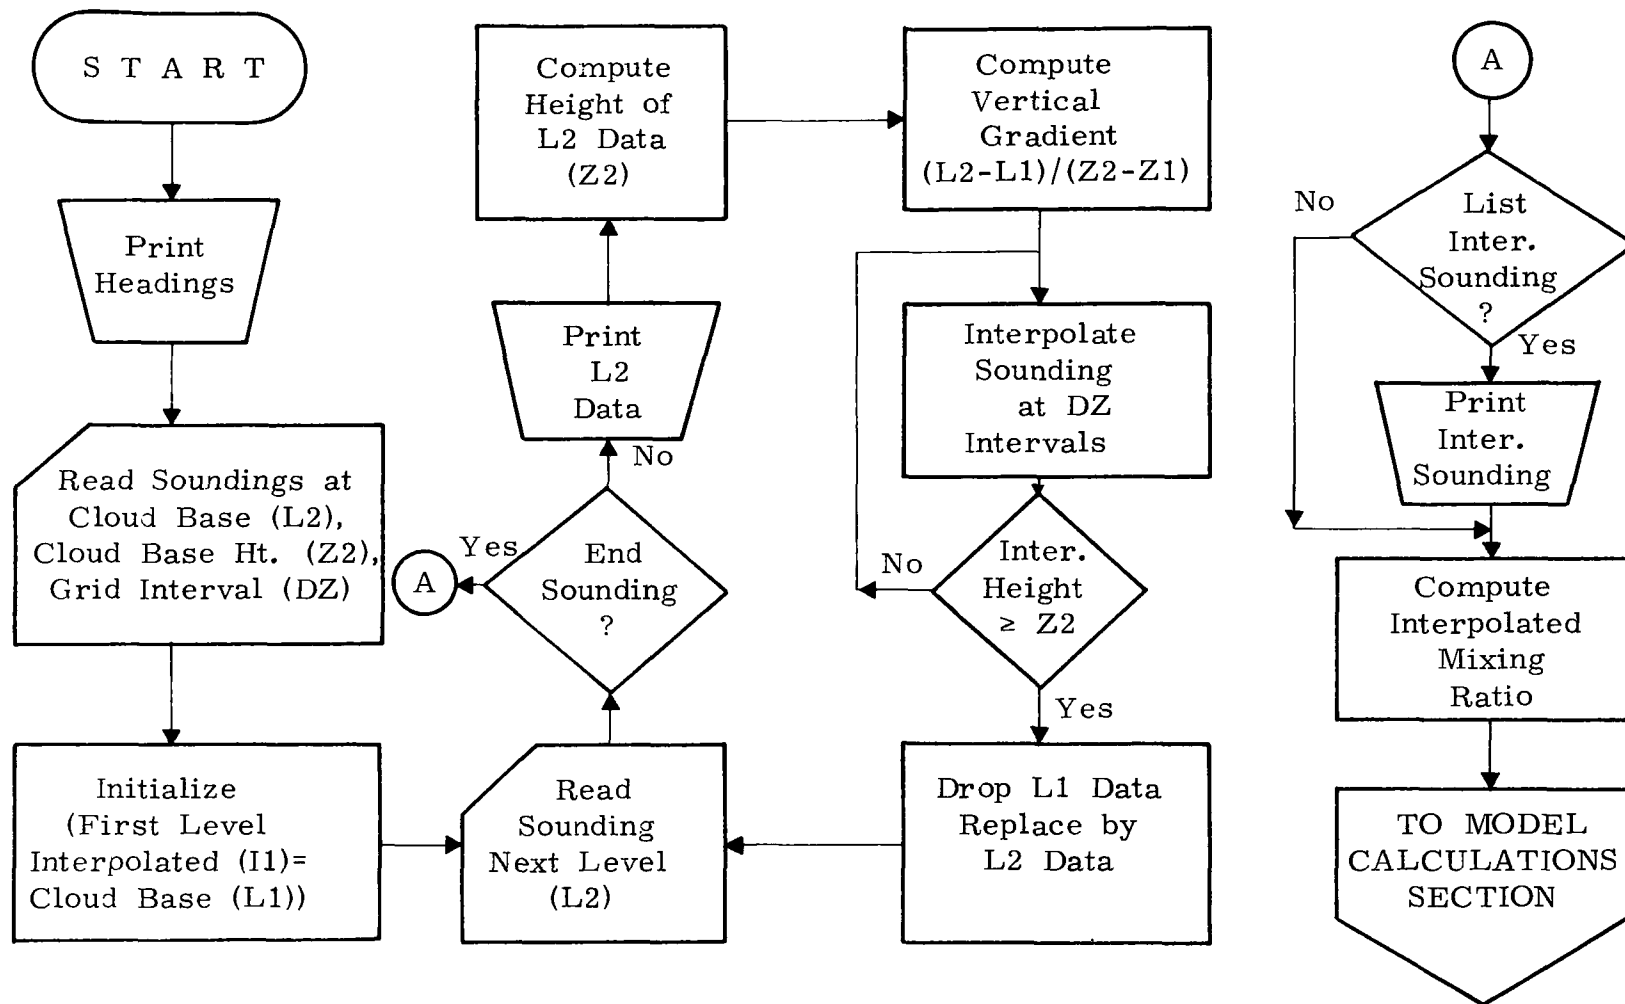 S T A R T
Print
Headings
Read Soundings at
Cloud Base (L2),
Cloud Base Ht. (Z2),
Grid Interval (DZ)
Initialize
(First Level
Interpolated (I1)=
Cloud Base (L1))
Read
Sounding
Next Level
(L2)
End
Sounding
?
Yes
A
No
Print
L2
Data
Compute
Height of
L2 Data
(Z2)
Compute
Vertical
Gradient
(L2-L1)/(Z2-Z1)
Interpolate
Sounding
at DZ
Intervals
Inter.
Height
≥ Z2
No
Yes
Drop L1 Data
Replace by
L2 Data
A
List
Inter.
Sounding
?
No
Yes
Print
Inter.
Sounding
Compute
Interpolated
Mixing
Ratio
TO MODEL
CALCULATIONS
SECTION